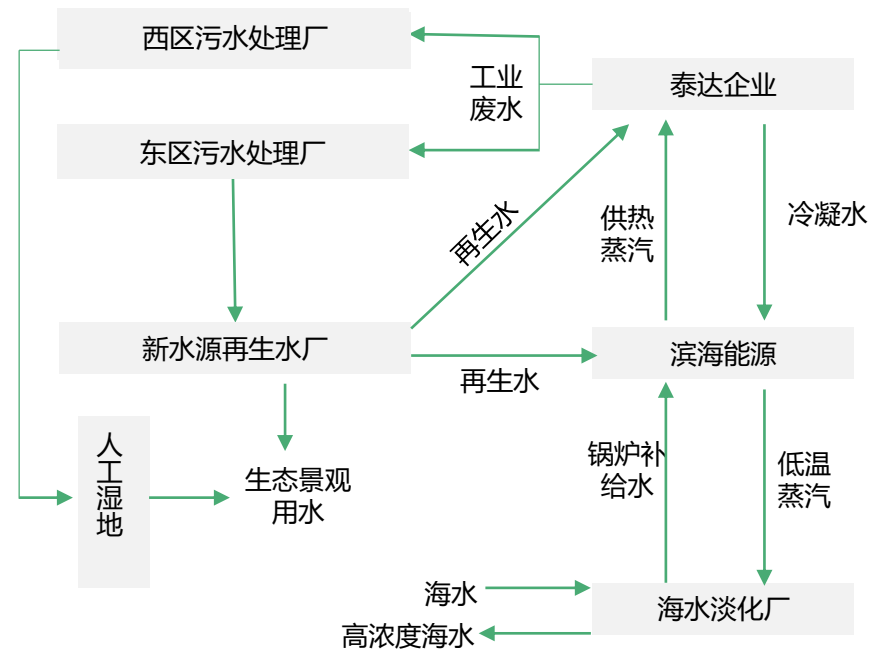 西区污水处理厂
工业
废水
泰达企业
东区污水处理厂
再生水
供热
蒸汽
冷凝水
新水源再生水厂
滨海能源
再生水
人工湿地
生态景观
用水
锅炉补
给水
低温
蒸汽
海水
海水淡化厂
高浓度海水